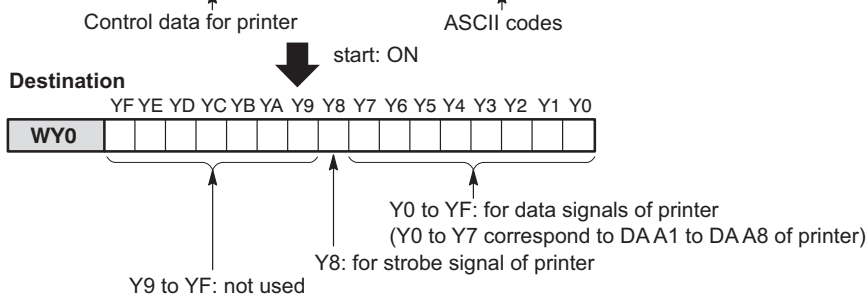 Control data for printer
ASCII codes
start: ON
Destination
YF YE YD YC YB YA Y9 Y8 Y7 Y6 Y5 Y4 Y3 Y2 Y1 Y0
WY0
Y0 to YF: for data signals of printer
(Y0 to Y7 correspond to DA A1 to DA A8 of printer)
Y8: for strobe signal of printer
Y9 to YF: not used